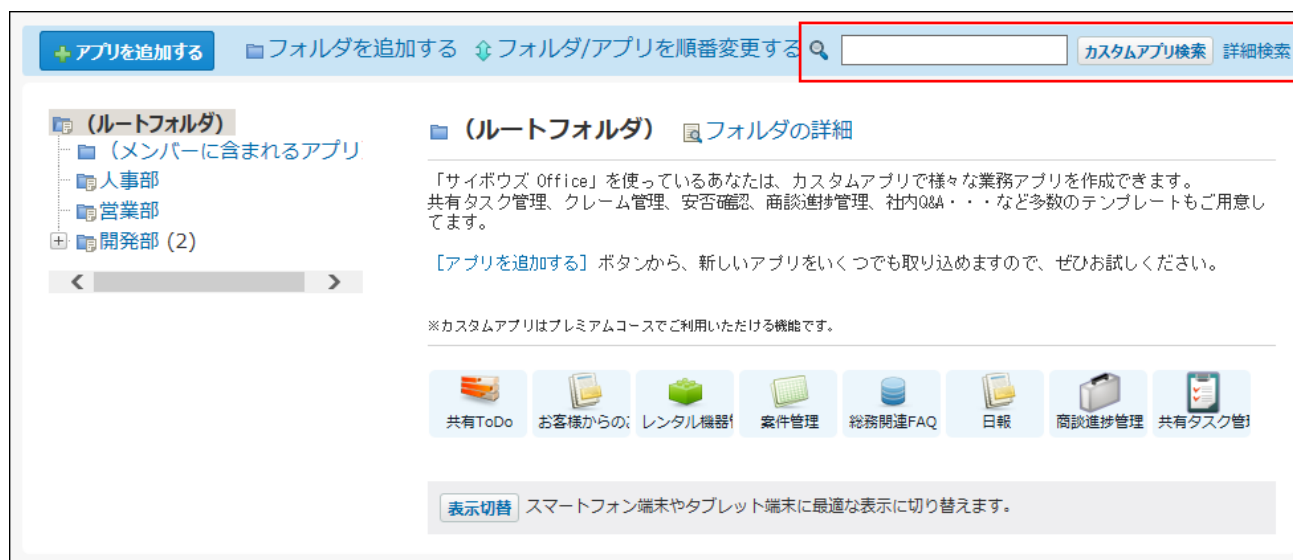 アプリを追加する フォルダを追加する フォルダ/アプリを順番変更する カスタムアプリ検索 詳細検索
(ルートフォルダ)
(メンバーに含まれるアプリ
人事部
営業部
開発部 (2)
(ルートフォルダ) フォルダの詳細
「サイボウズ Office」を使っているあなたは、カスタムアプリで様々な業務アプリを作成できます。
共有タスク管理、クレーム管理、安否確認、商談進捗管理、社内Q&A・・・など多数のテンプレートもご用意し
てます。
[アプリを追加する] ボタンから、新しいアプリをいくつでも取り込めますので、ぜひお試しください。
※カスタムアプリはプレミアムコースでご利用いただける機能です。
共有ToDo お客様からの レンタル機器 案件管理 総務関連FAQ 日報 商談進捗管理 共有タスク管
表示切替 スマートフォン端末やタブレット端末に最適な表示に切り替えます。